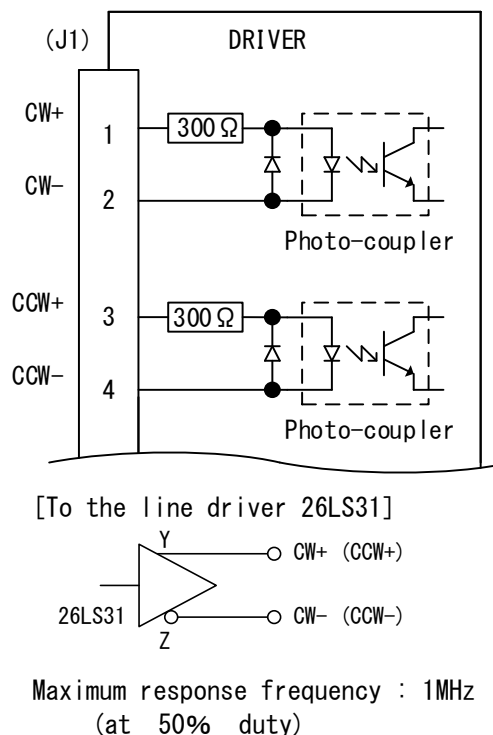 (J1) DRIVER
CW+ 1 300Ω
CW- 2
Photo-coupler
CCW+ 3 300Ω
CCW- 4
Photo-coupler
[To the line driver 26LS31]
Y CW+ (CCW+)
26LS31 Z CW- (CCW-)
Maximum response frequency : 1MHz
(at 50% duty)